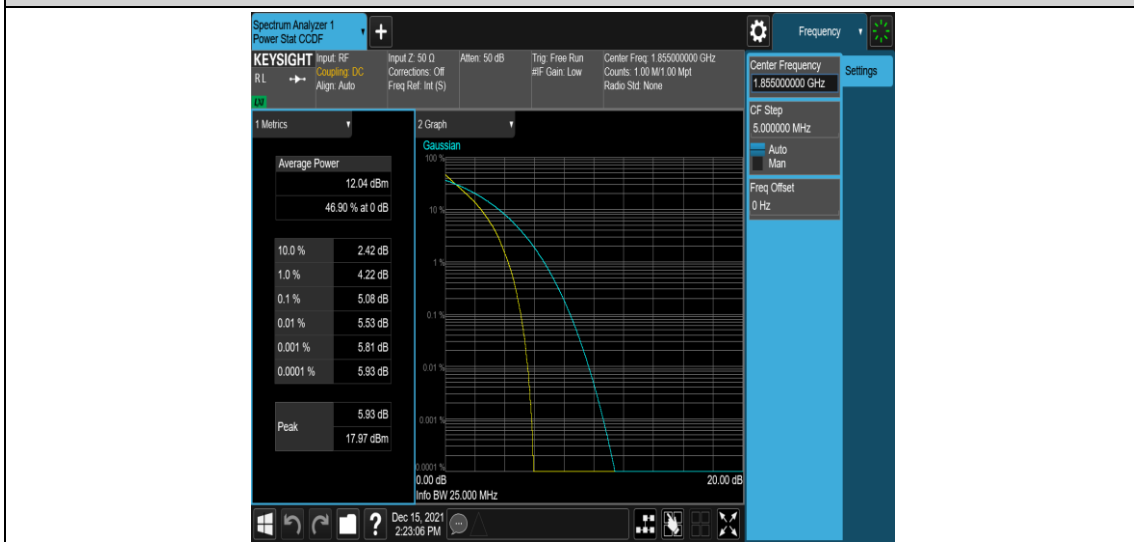 Spectrum Analyzer 1
Power Stat CCDF
+
Frequency
KEYSIGHT
RL
LXI
Input: RF
Coupling: DC
Align: Auto
Input Z: 50 Ω
Corrections: Off
Freq Ref: Int (S)
Atten: 50 dB
Trig: Free Run
#IF Gain: Low
Center Freq: 1.855000000 GHz
Counts: 1.00 M/1.00 Mpt
Radio Std: None
Center Frequency
1.855000000 GHz
Settings
CF Step
5.000000 MHz
Auto
Man
Freq Offset
0 Hz
1 Metrics
Average Power
12.04 dBm
46.90 % at 0 dB
10.0 % 2.42 dB
1.0 % 4.22 dB
0.1 % 5.08 dB
0.01 % 5.53 dB
0.001 % 5.81 dB
0.0001 % 5.93 dB
Peak
5.93 dB
17.97 dBm
2 Graph
Gaussian
100 %
10 %
1 %
0.1 %
0.01 %
0.001 %
0.0001 %
0.00 dB 20.00 dB
Info BW 25.000 MHz
?
Dec 15, 2021
2:23:06 PM